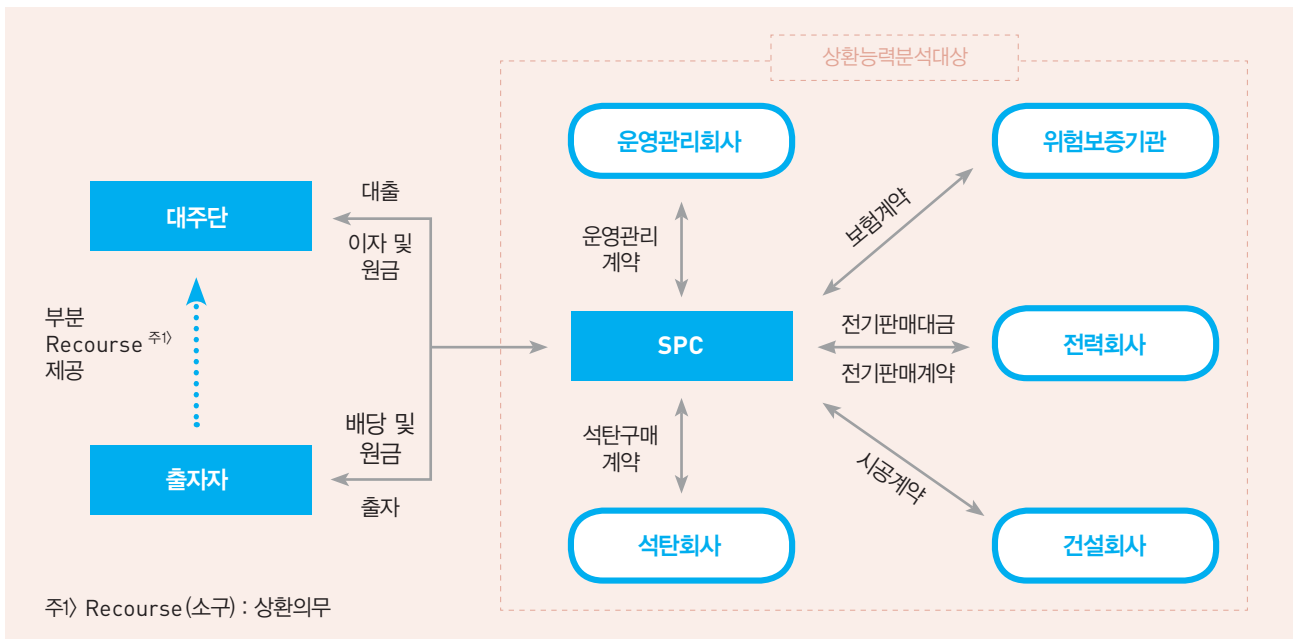 상환능력분석대상
운영관리회사
위험보증기관
대주단
대출
이자 및
원금
운영관리
계약
보험계약
부분
Recourse 주1)
제공
SPC
전기판매대금
전기판매계약
전력회사
배당 및
원금
출자
출자자
석탄구매
계약
시공계약
석탄회사
건설회사
주1) Recourse(소구) : 상환의무